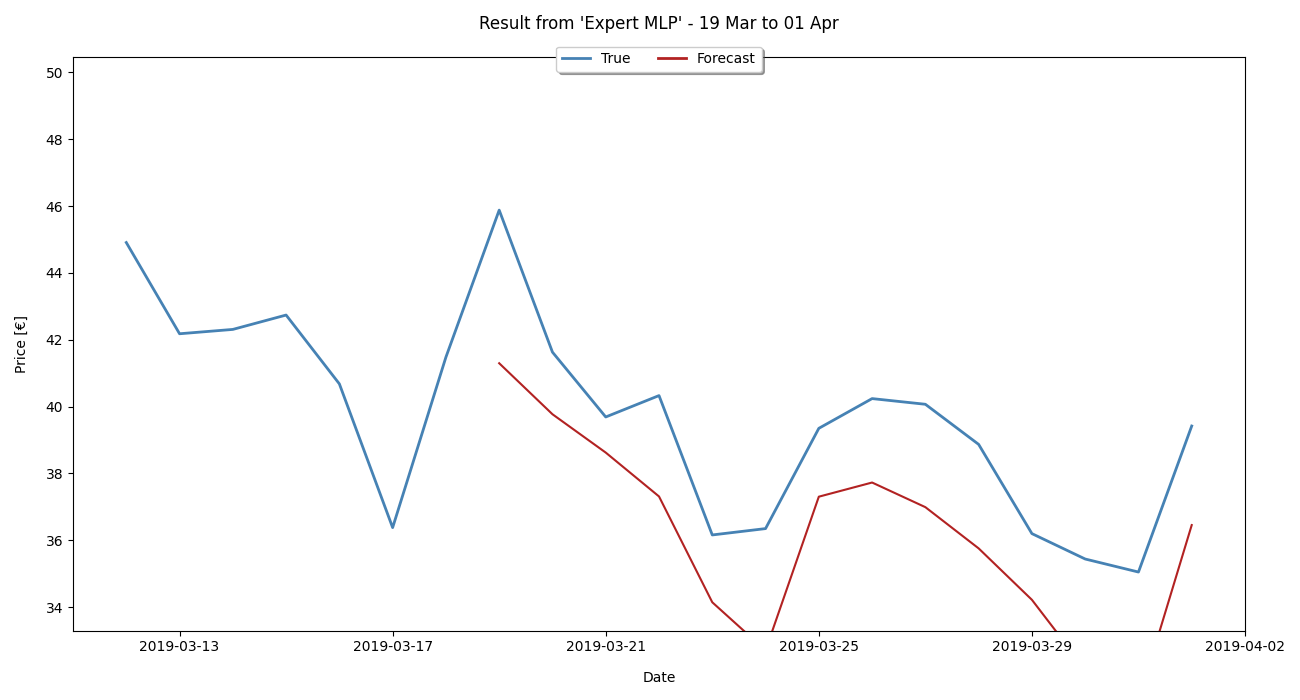 Result from 'Expert MLP' - 19 Mar to 01 Apr
True Forecast
50
48
46
44
42
40
38
36
34
Price [€]
2019-03-13 2019-03-17 2019-03-21 2019-03-25 2019-03-29 2019-04-02
Date